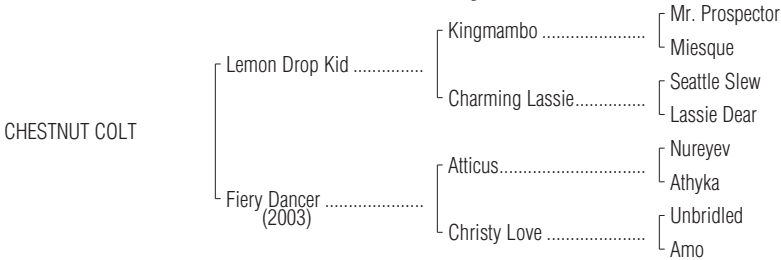 Mr. Prospector
Kingmambo ......................
Miesque
Lemon Drop Kid ...............
Seattle Slew
Charming Lassie...............
Lassie Dear
CHESTNUT COLT
Nureyev
Atticus..............................
Athyka
Fiery Dancer .....................
(2003)
Unbridled
Christy Love .....................
Amo